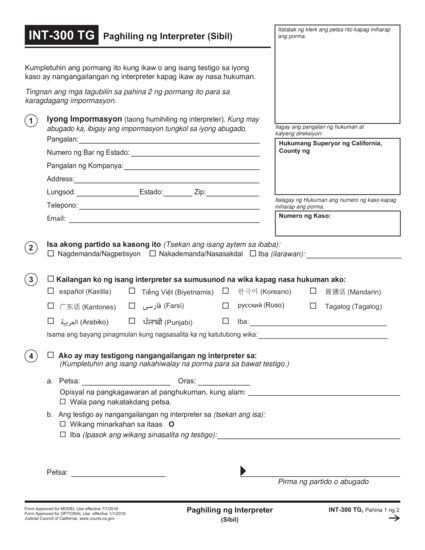 INT-300 TG Paghiling ng Interpreter (Sibil)
Itatatak ng klerk ang petsa rito kapag iniharap
ang porma.
Kumpletuhin ang pormang ito kung ikaw o ang isang testigo sa iyong
kaso ay nangangailangan ng interpreter kapag ikaw ay nasa hukuman.
Tingnan ang mga tagubilin sa pahina 2 ng pormang ito para sa
karagdagang impormasyon.
1 Iyong Impormasyon (taong humihiling ng interpreter). Kung may
abugado ka, ibigay ang impormasyon tungkol sa iyong abugado.
Pangalan:
Numero ng Bar ng Estado:
Pangalan ng Kompanya:
Address:
Lungsod: Estado: Zip:
Telepono:
Email:
Ilagay ang pangalan ng hukuman at
kalyeng direksiyon:
Hukumang Superyor ng California,
County ng
Ilalagay ng Hukuman ang numero ng kaso kapag
iniharap ang porma.
Numero ng Kaso:
2 Isa akong partido sa kasong ito (Tsekan ang isang aytem sa ibaba):
☐ Nagdemanda/Nagpetisyon ☐ Nakademanda/Nasasakdal ☐ Iba (ilarawan):
3 ☐ Kailangan ko ng isang interpreter sa sumusunod na wika kapag nasa hukuman ako:
☐ español (Kastila) ☐ Tiếng Việt (Biyetnamis) ☐ 한국어 (Koreano) ☐ 普通话 (Mandarin)
☐ 广东话 (Kantones) ☐ فارسی (Farsi) ☐ русский (Ruso) ☐ Tagalog (Tagalog)
☐ العربية (Arabiko) ☐ ਪੰਜਾਬੀ (Punjabi) ☐ Iba:
Isama ang bayang pinagmulan kung nagsasalita ka ng katutubong wika:
4 ☐ Ako ay may testigong nangangailangan ng interpreter sa:
(Kumpletuhin ang isang nakahiwalay na porma para sa bawat testigo.)
a. Petsa: Oras:
Opisyal na pangkagawaran at panghukuman, kung alam:
☐ Wala pang nakatakdang petsa.
b. Ang testigo ay nangangailangan ng interpreter sa (tsekan ang isa):
☐ Wikang minarkahan sa itaas O
☐ Iba (Ipasok ang wikang sinasalita ng testigo):
Petsa:
Pirma ng partido o abugado
Form Approved for MODEL Use effective 7/1/2016
Form Approved for OPTIONAL Use effective 1/1/2018
Judicial Council of California, www.courts.ca.gov
Paghiling ng Interpreter
(Sibil)
INT-300 TG, Pahina 1 ng 2